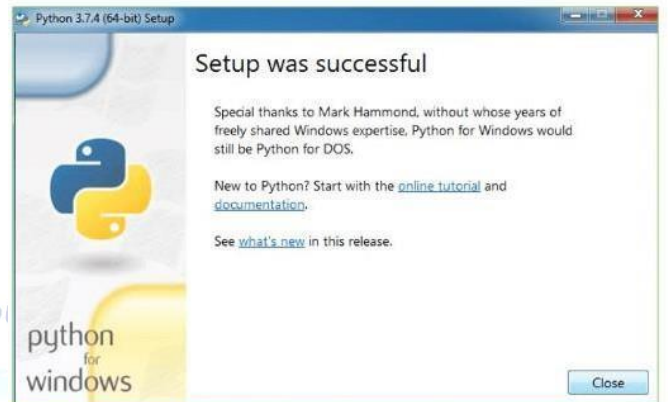 Python 3.7.4 (64-bit) Setup
Setup was successful
Special thanks to Mark Hammond, without whose years of
freely shared Windows expertise, Python for Windows would
still be Python for DOS.
New to Python? Start with the online tutorial and
documentation.
See what's new in this release.
python
for
windows
Close